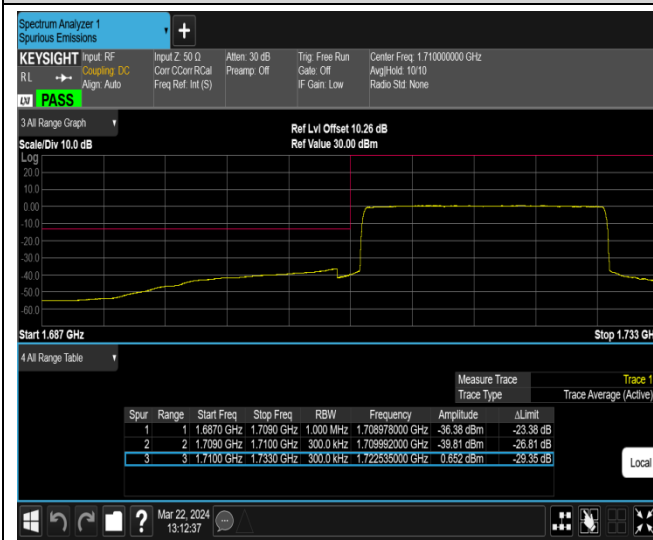 Spectrum Analyzer 1
Spurious Emissions
+
KEYSIGHT Input: RF Input Z: 50 Ω Atten: 30 dB Trig: Free Run Center Freq: 1.710000000 GHz
RL Coupling: DC Corr CCorr RCal Preamp: Off Gate: Off Avg|Hold: 10/10
Align: Auto Freq Ref: Int (S) IF Gain: Low Radio Std: None
LXI PASS
3 All Range Graph
Ref Lvl Offset 10.26 dB
Scale/Div 10.0 dB Ref Value 30.00 dBm
Log
20.0
10.0
0.00
-10.0
-20.0
-30.0
-40.0
-50.0
-60.0
Start 1.687 GHz Stop 1.733 GH
4 All Range Table
Measure Trace Trace 1
Trace Type Trace Average (Active)
Spur Range Start Freq Stop Freq RBW Frequency Amplitude ΔLimit
1 1 1.6870 GHz 1.7090 GHz 1.000 MHz 1.708978000 GHz -36.38 dBm -23.38 dB
2 2 1.7090 GHz 1.7100 GHz 300.0 kHz 1.709992000 GHz -39.81 dBm -26.81 dB
3 3 1.7100 GHz 1.7330 GHz 300.0 kHz 1.722535000 GHz 0.652 dBm -29.35 dB
Local
? Mar 22, 2024
13:12:37